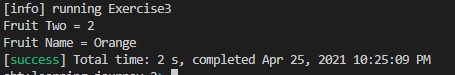 [info] running Exercise3
Fruit Two = 2
Fruit Name = Orange
[success] Total time: 2 s, completed Apr 25, 2021 10:25:09 PM